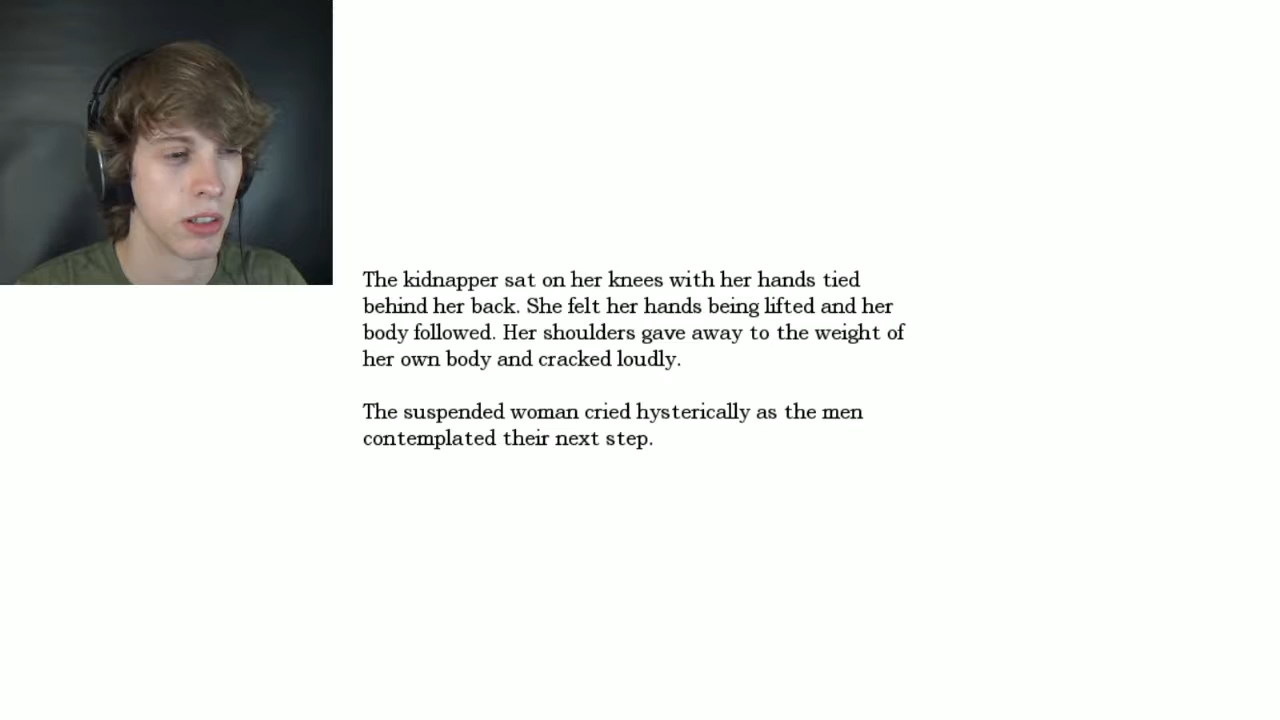 The kidnapper sat on her knees with her hands tied
behind her back. She felt her hands being lifted and her
body followed. Her shoulders gave away to the weight of
her own body and cracked loudly.
The suspended woman cried hysterically as the men
contemplated their next step.